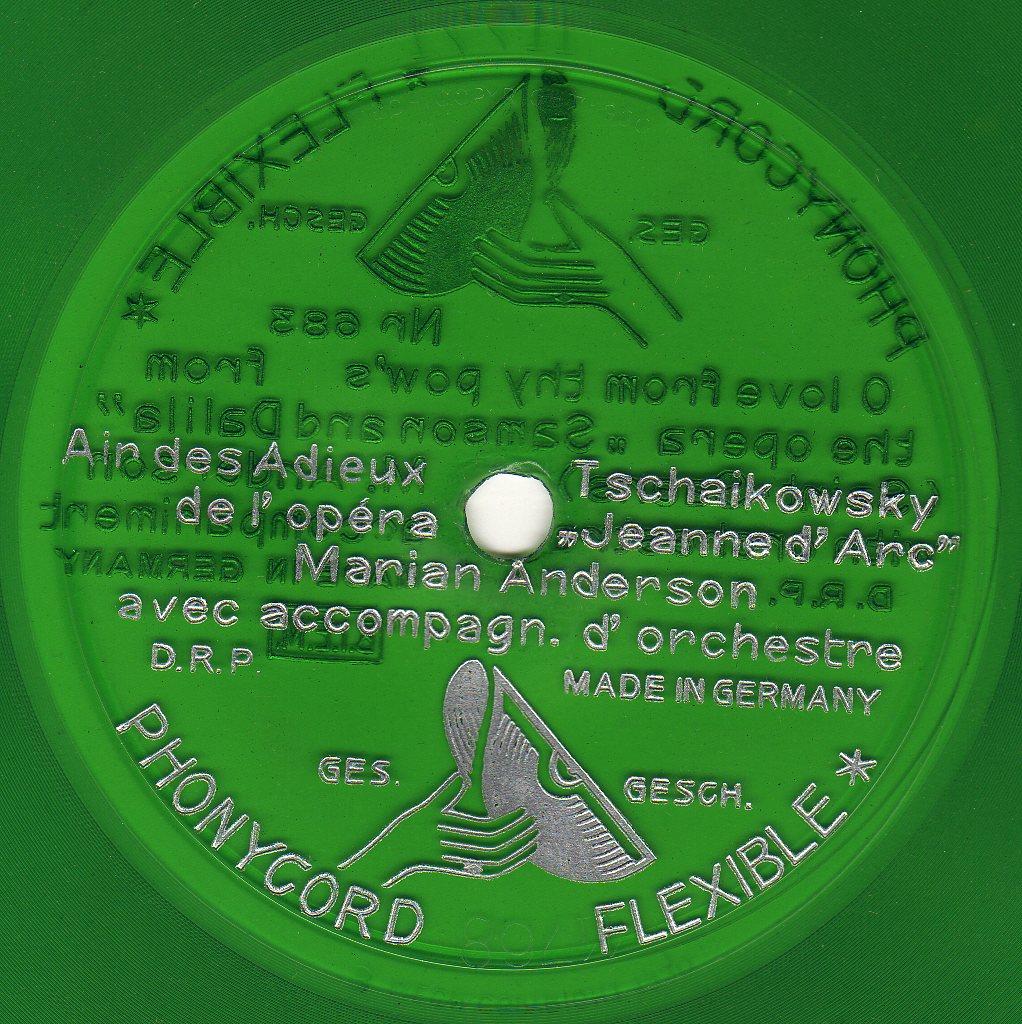 Air des Adieux Tschaikowsky
de l'opéra „Jeanne d'Arc”
Marian Anderson
avec accompagn. d'orchestre
D.R.P. MADE IN GERMANY
GES. GESCH.
PHONYCORD FLEXIBLE *
PHONYCORD * FLEXIBLE *
GES. GESCH.
Nr 683
O love from thy pow's from
the opera „Samson and Dalila”
accompaniment
D.R.P. MADE IN GERMANY
B.I.E.M.